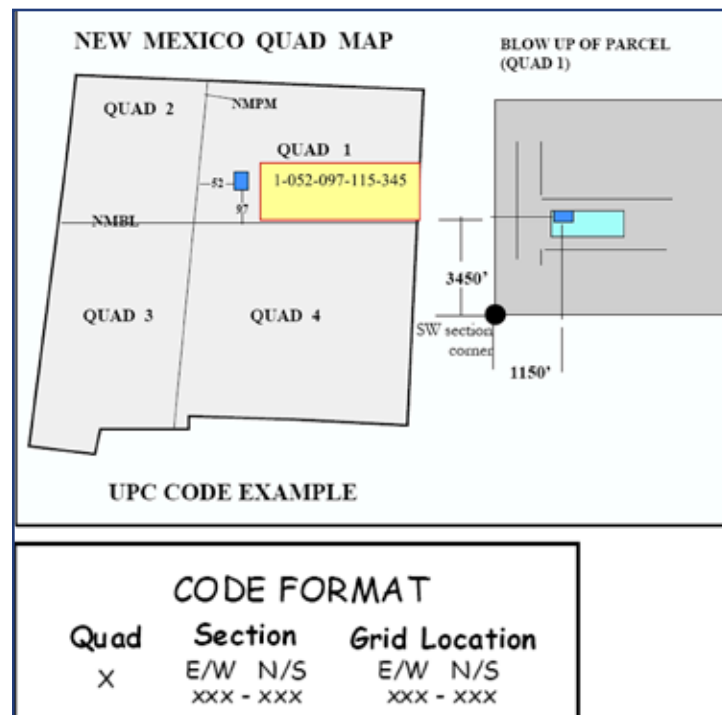 NEW MEXICO QUAD MAP
BLOW UP OF PARCEL
(QUAD 1)
QUAD 2
NMPM
QUAD 1
1-052-097-115-345
52
97
NMBL
QUAD 3
QUAD 4
3450’
SW section
corner
1150’
UPC CODE EXAMPLE
CODE FORMAT
Quad Section Grid Location
E/W N/S E/W N/S
X
xxx - xxx xxx - xxx